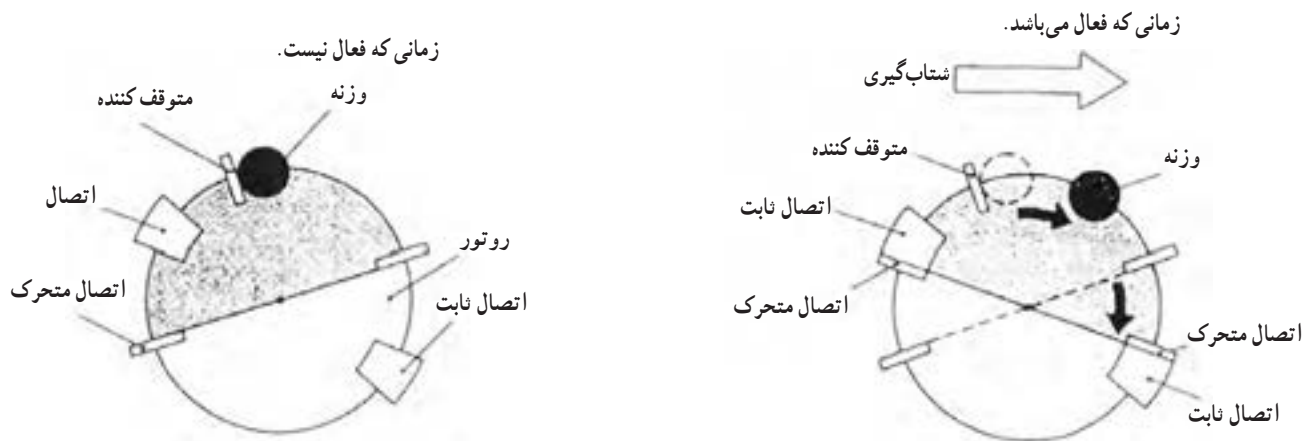 زمانی که فعال می‌باشد.
شتاب‌گیری
متوقف کننده
وزنه
اتصال ثابت
اتصال متحرک
اتصال متحرک
اتصال ثابت
زمانی که فعال نیست.
وزنه
متوقف کننده
اتصال
روتور
اتصال متحرک
اتصال ثابت